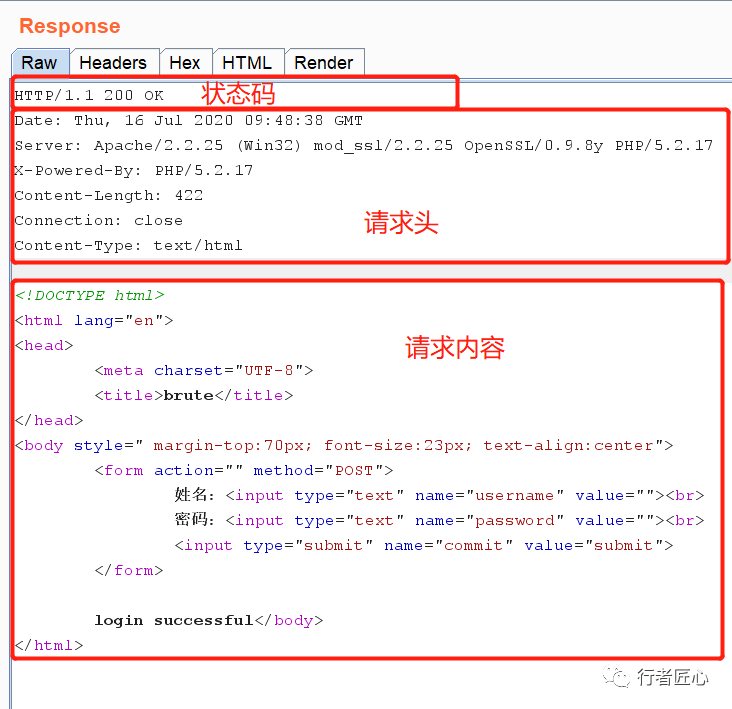 Response
Raw Headers Hex HTML Render
HTTP/1.1 200 OK 状态码
Date: Thu, 16 Jul 2020 09:48:38 GMT
Server: Apache/2.2.25 (Win32) mod_ssl/2.2.25 OpenSSL/0.9.8y PHP/5.2.17
X-Powered-By: PHP/5.2.17
Content-Length: 422
Connection: close
请求头
Content-Type: text/html
<!DOCTYPE html>
<html lang="en">
<head>
请求内容
<meta charset="UTF-8">
<title>brute</title>
</head>
<body style=" margin-top:70px; font-size:23px; text-align:center">
<form action="" method="POST">
姓名：<input type="text" name="username" value=""><br>
密码：<input type="text" name="password" value=""><br>
<input type="submit" name="commit" value="submit">
</form>
login successful</body>
</html>
行者匠心